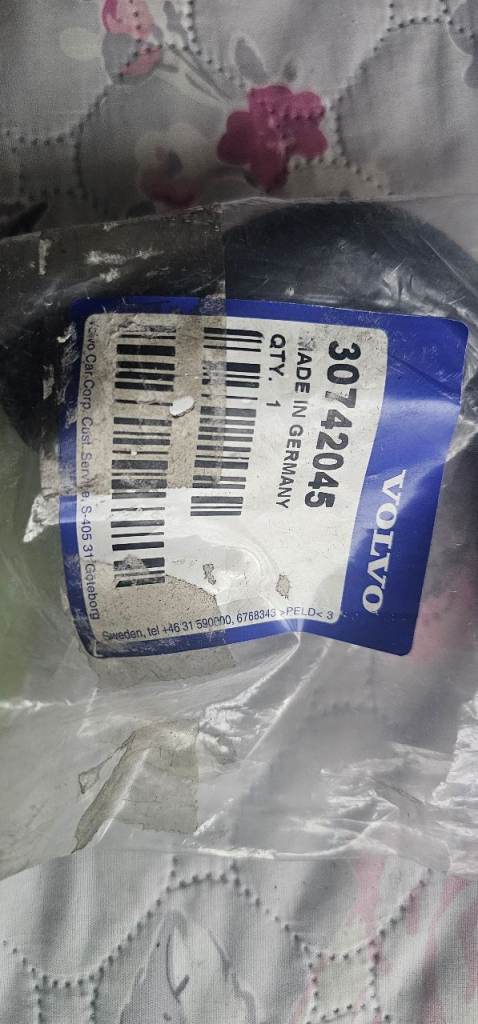 VOLVO
30742045
MADE IN GERMANY
QTY. 1
Volvo Car Corp. Cust. Service, S-405 31 Göteborg
Sweden, tel +46 31 590000, 6768343 >PELD< 3